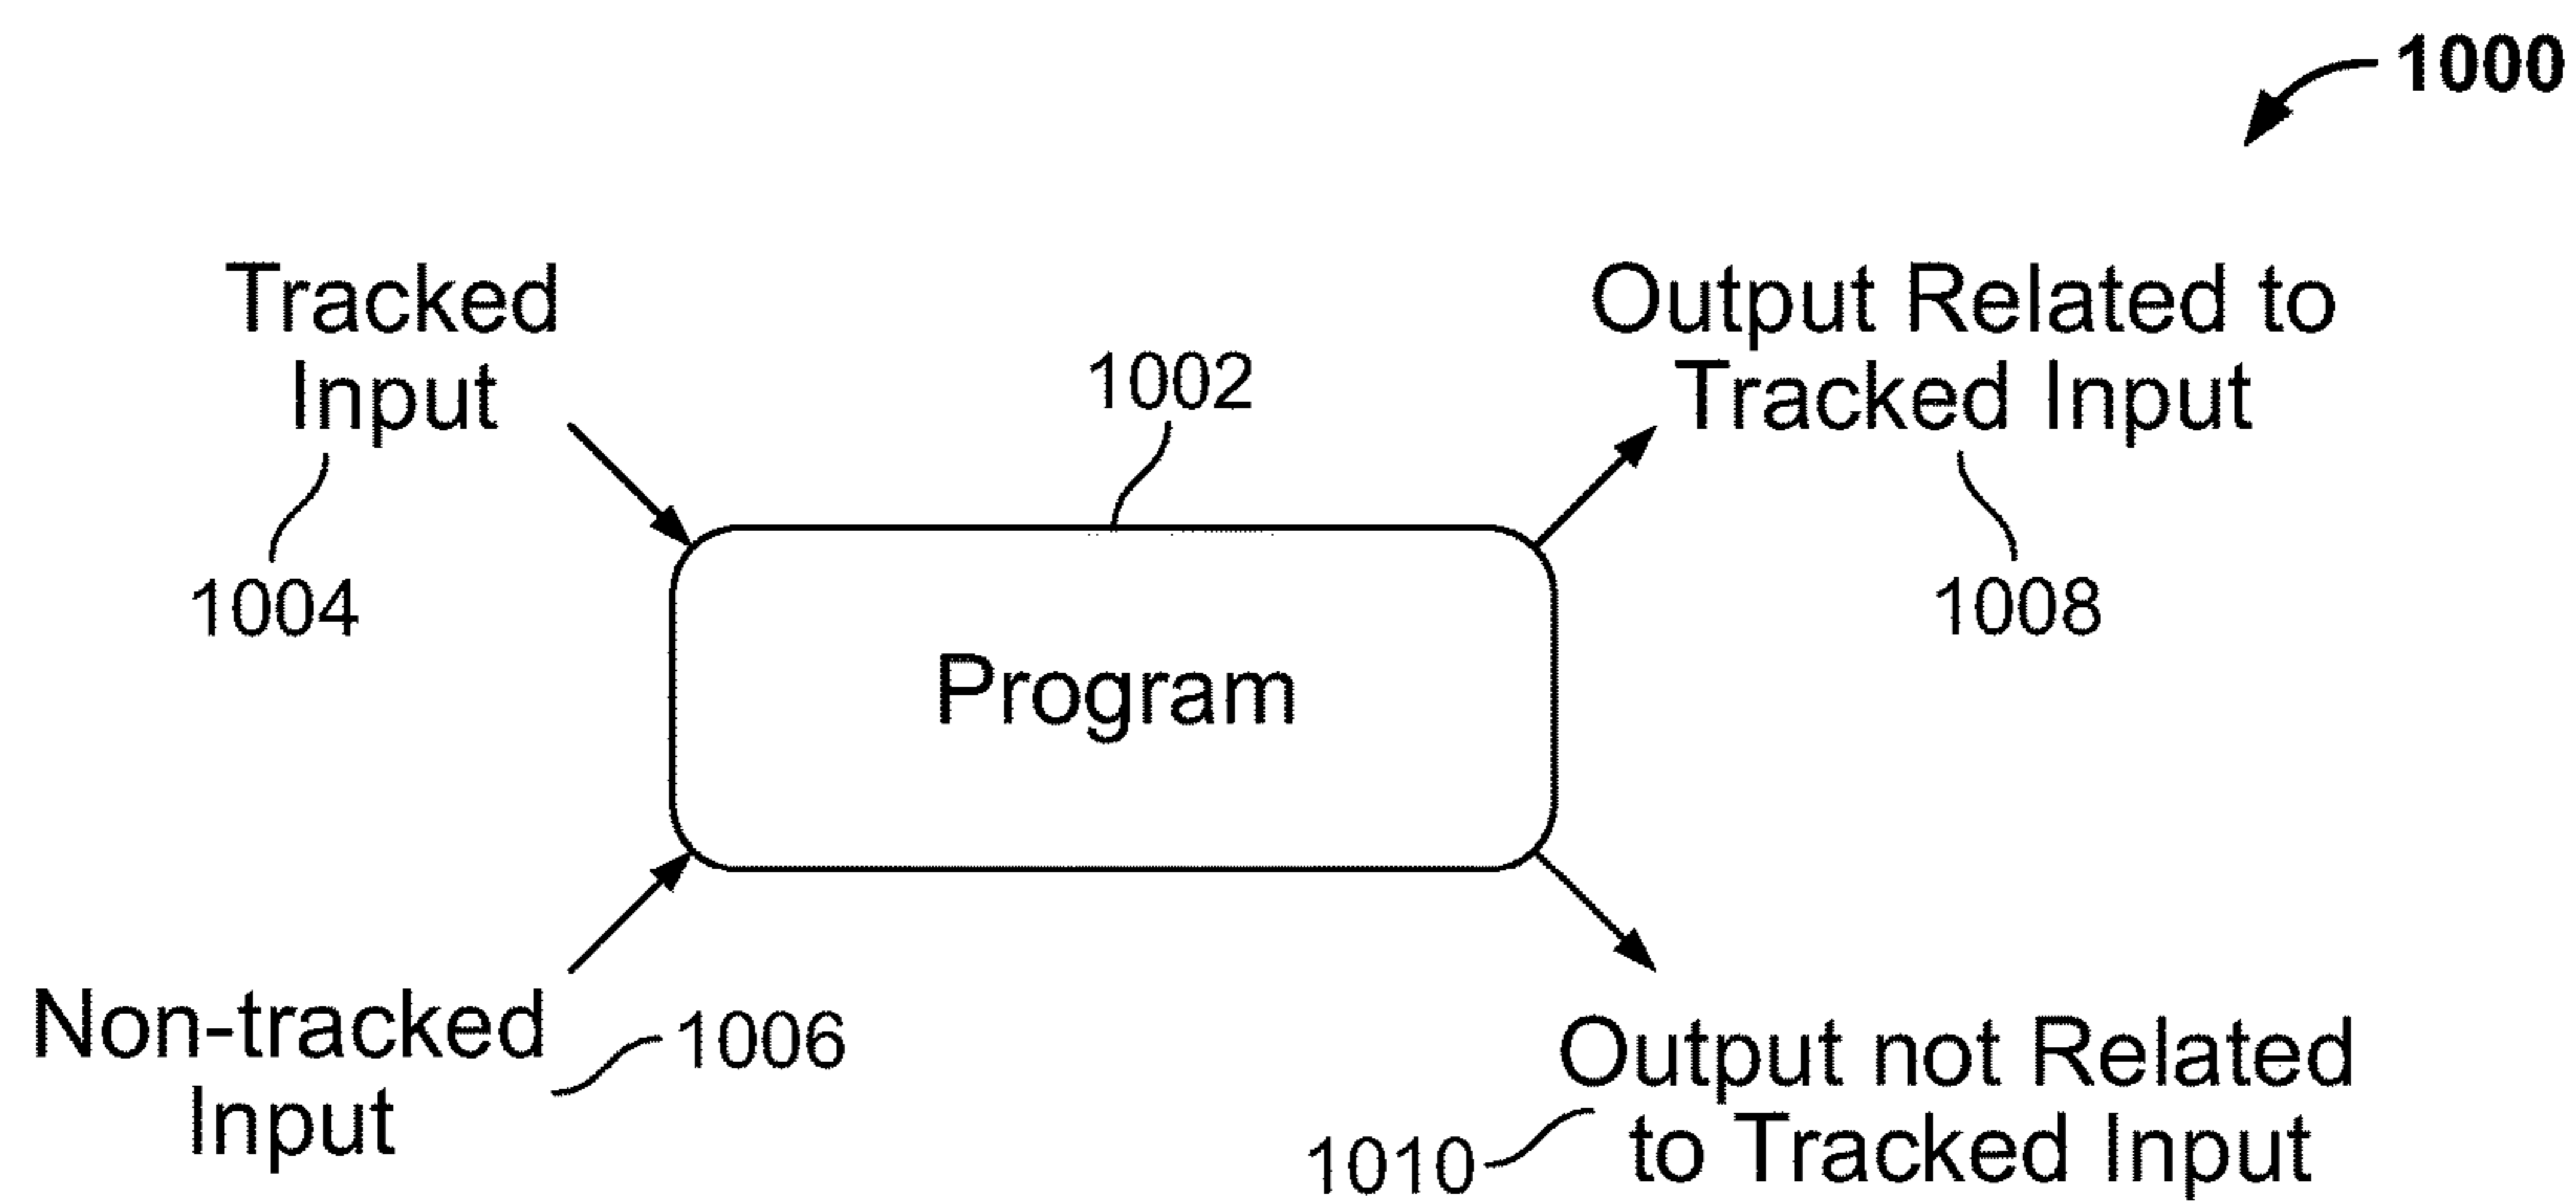 1000
Tracked
Input
1004
1002
Output Related to
Tracked Input
1008
Program
Non-tracked
Input
1006
Output not Related
to Tracked Input
1010